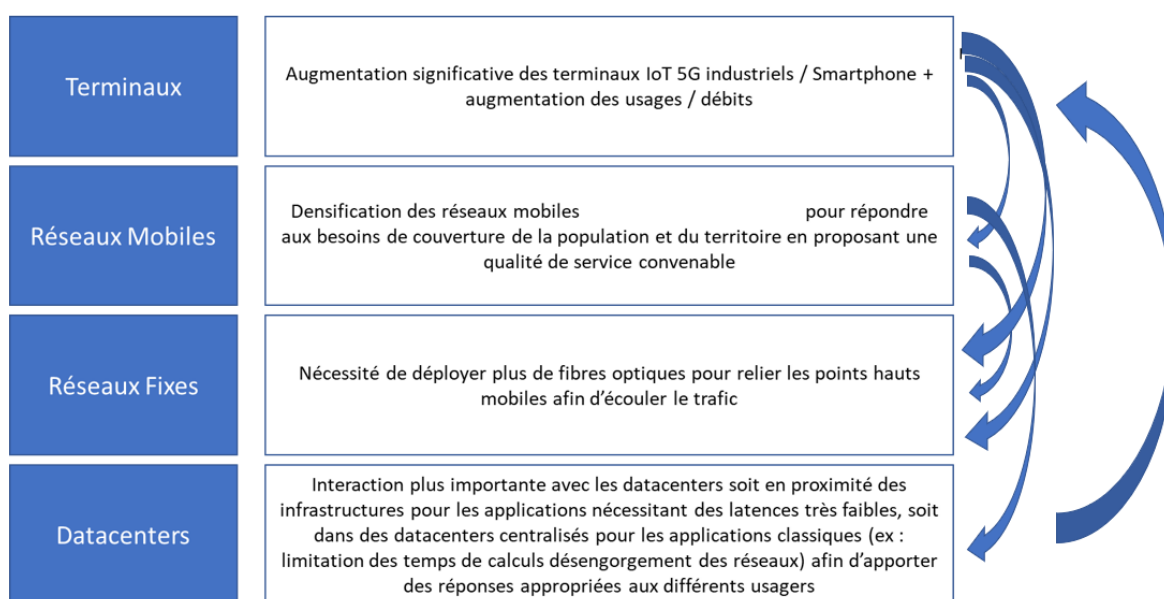 Terminaux
Augmentation significative des terminaux IoT 5G industriels / Smartphone +
augmentation des usages / débits
Réseaux Mobiles
Densification des réseaux mobiles pour répondre
aux besoins de couverture de la population et du territoire en proposant une
qualité de service convenable
Réseaux Fixes
Nécessité de déployer plus de fibres optiques pour relier les points hauts
mobiles afin d’écouler le trafic
Datacenters
Interaction plus importante avec les datacenters soit en proximité des
infrastructures pour les applications nécessitant des latences très faibles, soit
dans des datacenters centralisés pour les applications classiques (ex :
limitation des temps de calculs désengorgement des réseaux) afin d’apporter
des réponses appropriées aux différents usagers